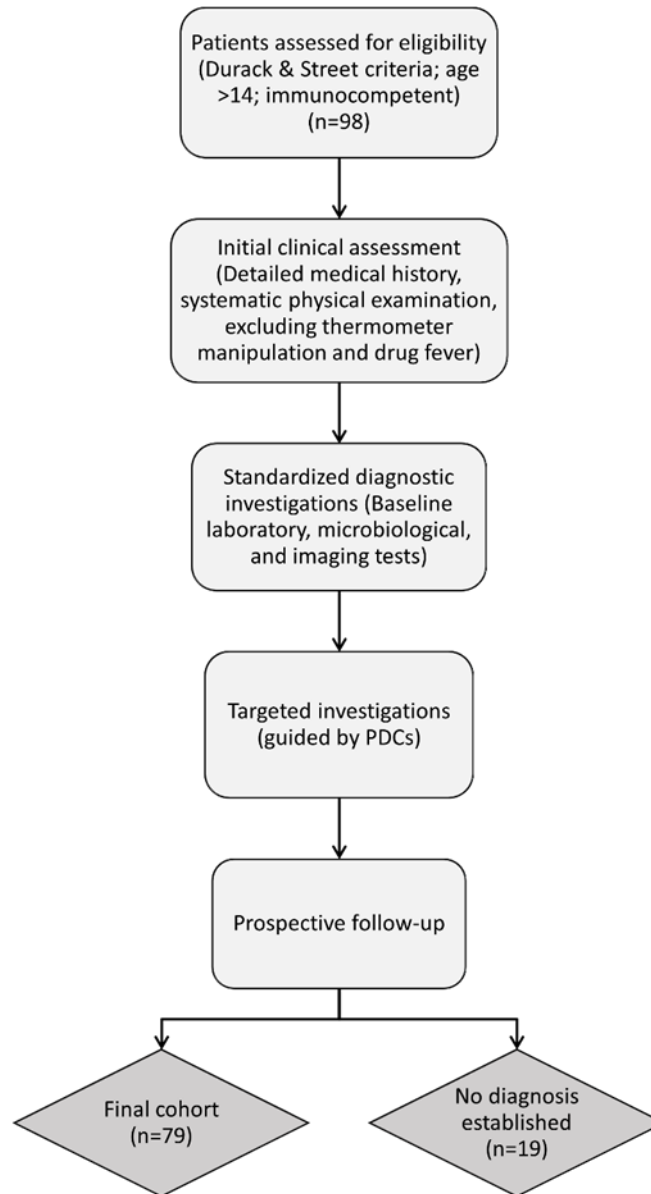 Patients assessed for eligibility
(Durack & Street criteria; age
>14; immunocompetent)
(n=98)
Initial clinical assessment
(Detailed medical history,
systematic physical examination,
excluding thermometer
manipulation and drug fever)
Standardized diagnostic
investigations (Baseline
laboratory, microbiological,
and imaging tests)
Targeted investigations
(guided by PDCs)
Prospective follow-up
Final cohort
(n=79)
No diagnosis
established
(n=19)